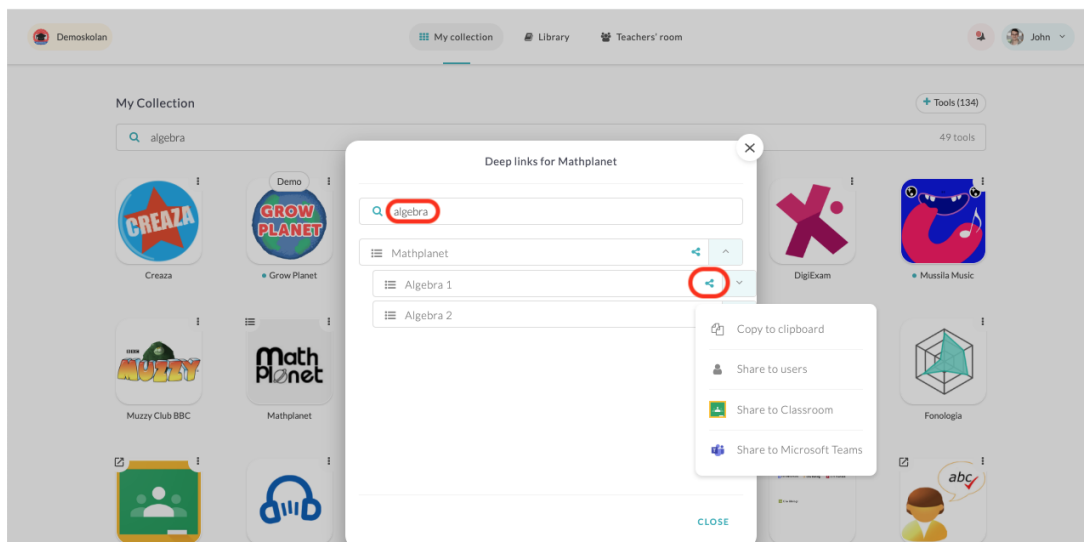 Demoskolan
My collection
Library
Teachers' room
John
My Collection
+ Tools (134)
algebra
49 tools
Deep links for Mathplanet
algebra
Mathplanet
Algebra 1
Algebra 2
Copy to clipboard
Share to users
Share to Classroom
Share to Microsoft Teams
CLOSE
CREAZA
Creaza
Demo
GROW
PLANET
Grow Planet
DigiExam
Mussila Music
MUZZY
Muzzy Club BBC
Math
Planet
Mathplanet
Fonologia
abc